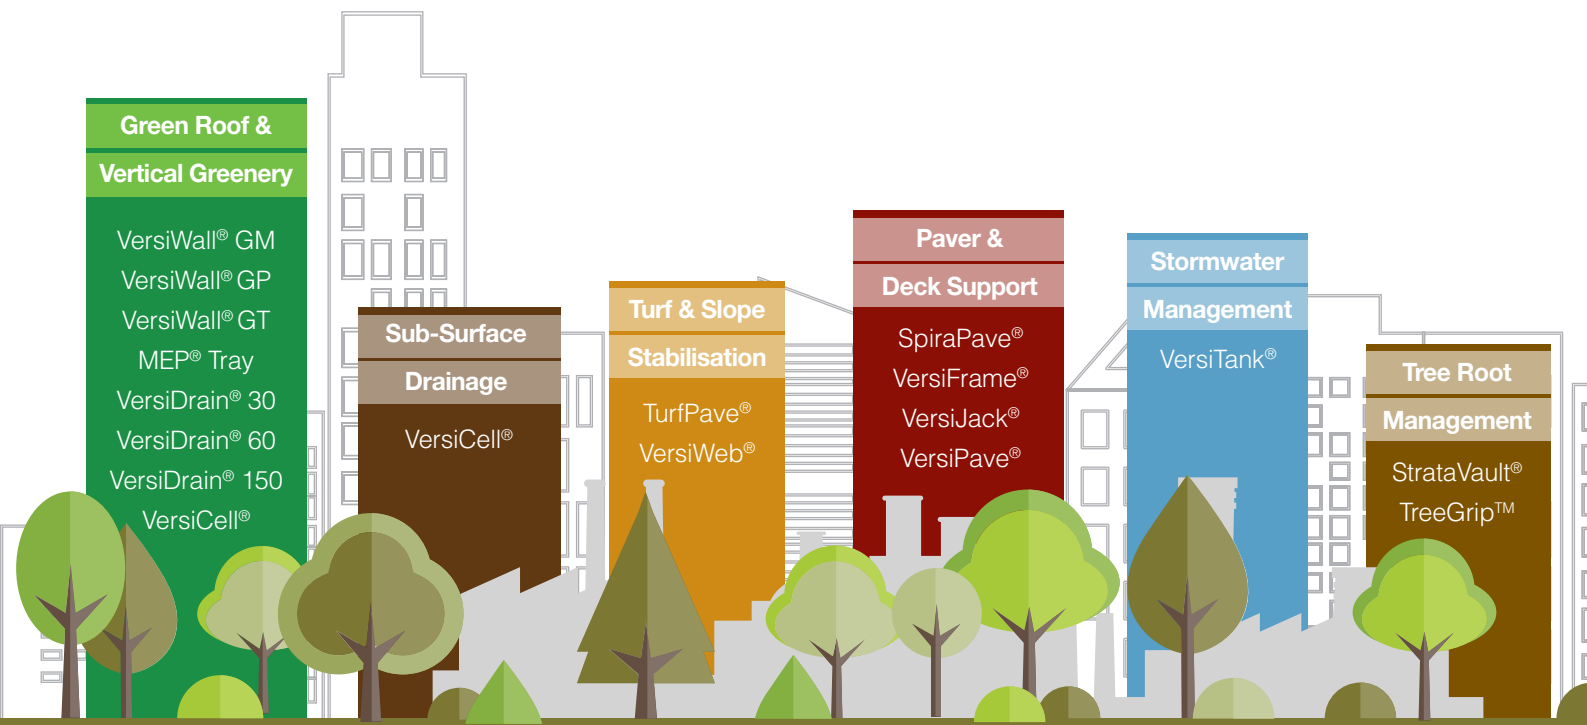 Green Roof &
Vertical Greenery
VersiWall® GM
VersiWall® GP
VersiWall® GT
MEP® Tray
VersiDrain® 30
VersiDrain® 60
VersiDrain® 150
VersiCell®
Sub-Surface
Drainage
VersiCell®
Turf & Slope
Stabilisation
TurfPave®
VersiWeb®
Paver &
Deck Support
SpiraPave®
VersiFrame®
VersiJack®
VersiPave®
Stormwater
Management
VersiTank®
Tree Root
Management
StrataVault®
TreeGrip™